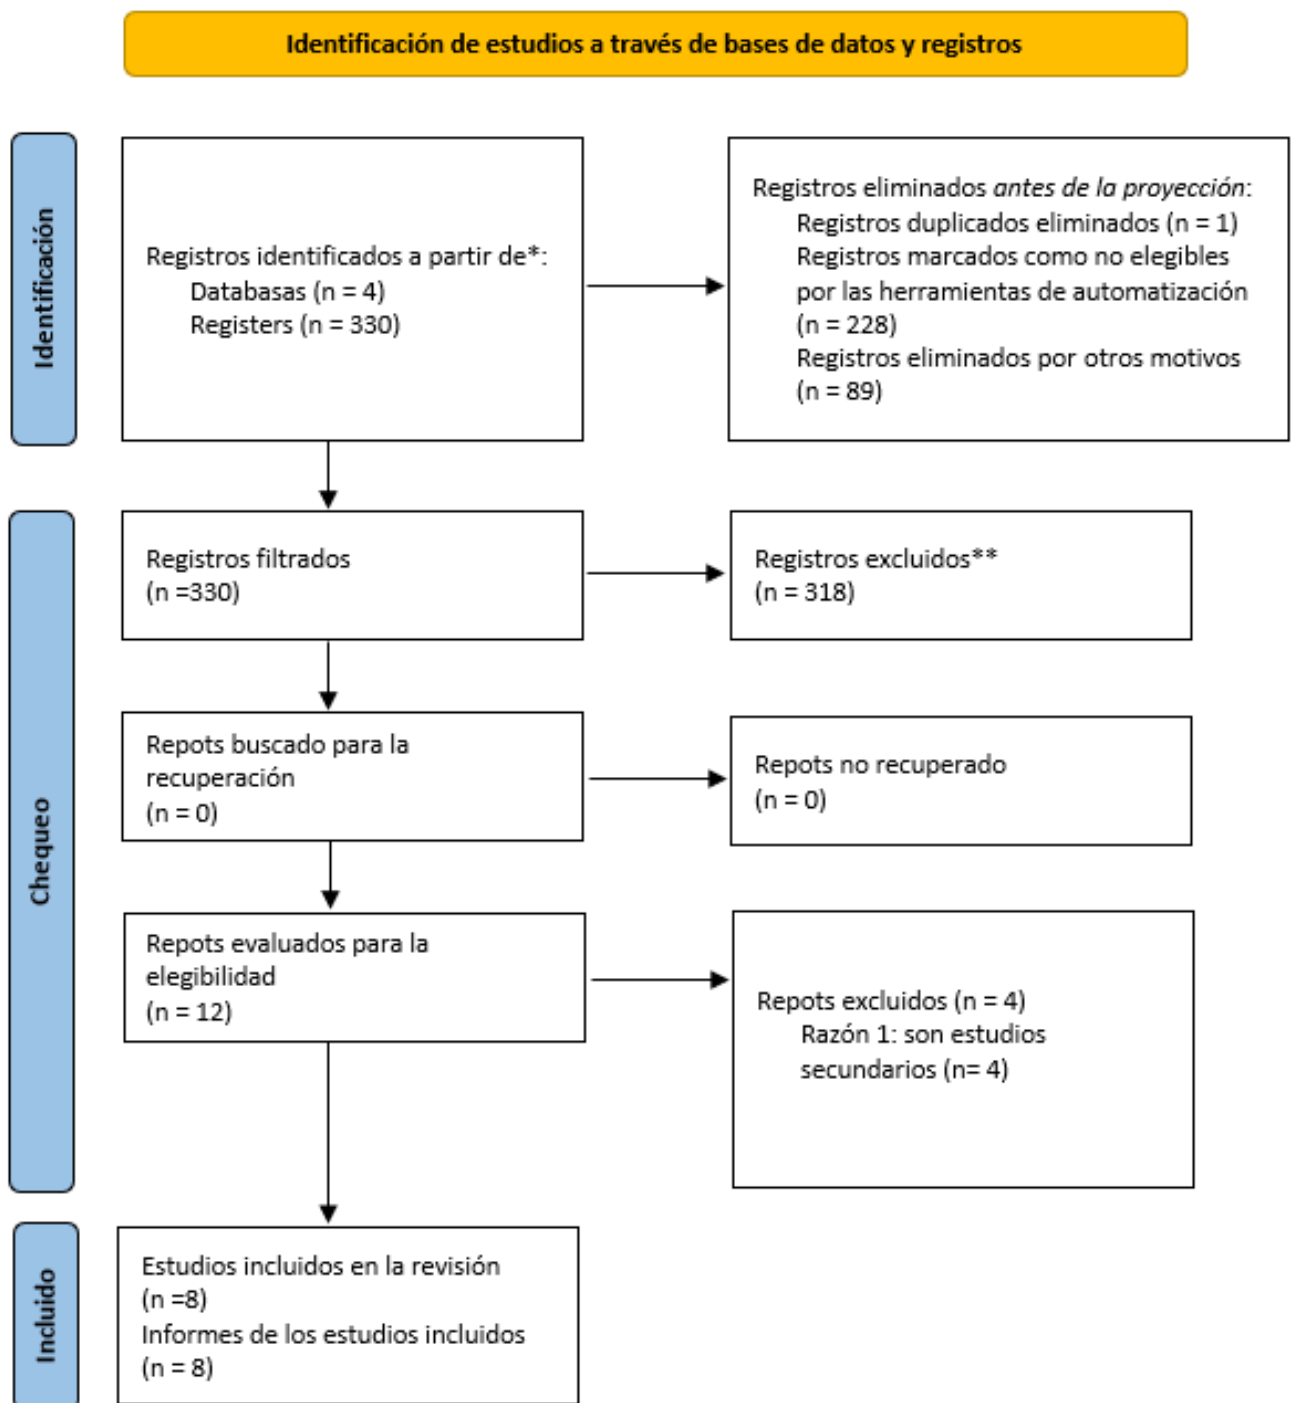 Identificación de estudios a través de bases de datos y registros
Identificación
Registros identificados a partir de*:
Databasas (n = 4)
Registers (n = 330)
Registros eliminados antes de la proyección:
Registros duplicados eliminados (n = 1)
Registros marcados como no elegibles
por las herramientas de automatización
(n = 228)
Registros eliminados por otros motivos
(n = 89)
Chequeo
Registros filtrados
(n =330)
Registros excluidos**
(n = 318)
Repots buscado para la
recuperación
(n = 0)
Repots no recuperado
(n = 0)
Repots evaluados para la
elegibilidad
(n = 12)
Repots excluidos (n = 4)
Razón 1: son estudios
secundarios (n= 4)
Incluido
Estudios incluidos en la revisión
(n =8)
Informes de los estudios incluidos
(n = 8)